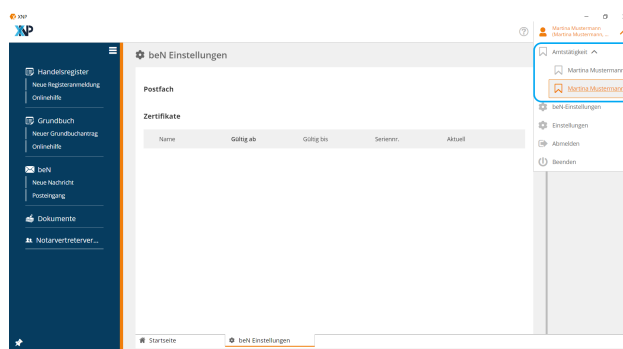 XNP
XNP
Martina Mustermann
(Martina Mustermann, ...
Handelsregister
Neue Registeranmeldung
Onlinehilfe
Grundbuch
Neuer Grundbuchantrag
Onlinehilfe
beN
Neue Nachricht
Posteingang
Dokumente
Notarvertreterver...
beN Einstellungen
Postfach
Zertifikate
Name Gültig ab Gültig bis Seriennr. Aktuell
Amtstätigkeit
Martina Mustermann
Martina Mustermann
beN-Einstellungen
Einstellungen
Abmelden
Beenden
Startseite beN Einstellungen